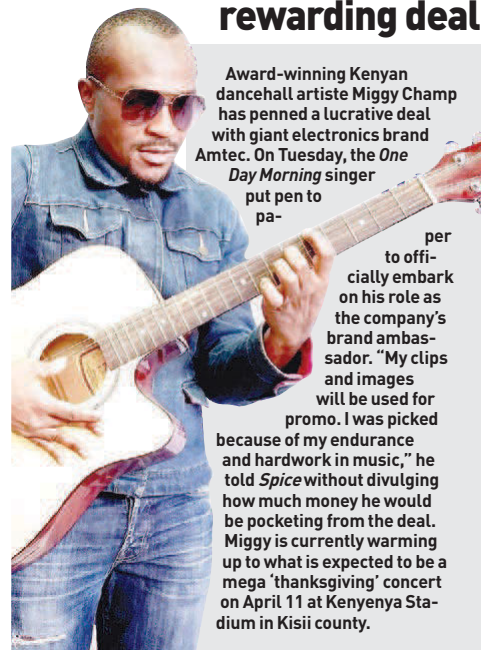 rewarding deal
Award-winning Kenyan
dancehall artiste Miggy Champ
has penned a lucrative deal
with giant electronics brand
Amtec. On Tuesday, the One
Day Morning singer
put pen to
pa-
per
to offi-
cially embark
on his role as
the company’s
brand ambas-
sador. “My clips
and images
will be used for
promo. I was picked
because of my endurance
and hardwork in music,” he
told Spice without divulging
how much money he would
be pocketing from the deal.
Miggy is currently warming
up to what is expected to be a
mega ‘thanksgiving’ concert
on April 11 at Kenyenya Sta-
dium in Kisii county.